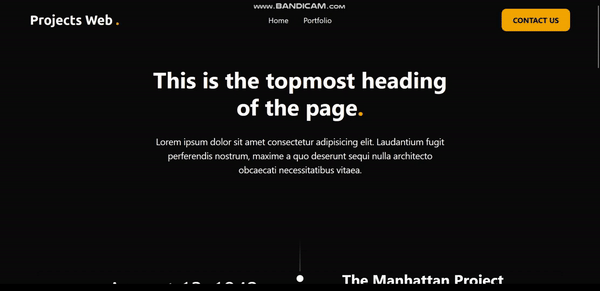 www.BANDICAM.com
Projects Web .
Home Portfolio
CONTACT US
This is the topmost heading
of the page.
Lorem ipsum dolor sit amet consectetur adipisicing elit. Laudantium fugit
perferendis nostrum, maxime a quo deserunt sequi nulla architecto
obcaecati necessitatibus vitaea.
The Manhattan Project